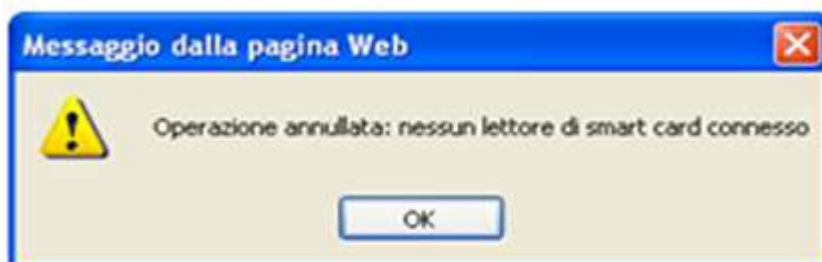 Messaggio dalla pagina Web
Operazione annullata: nessun lettore di smart card connesso
OK